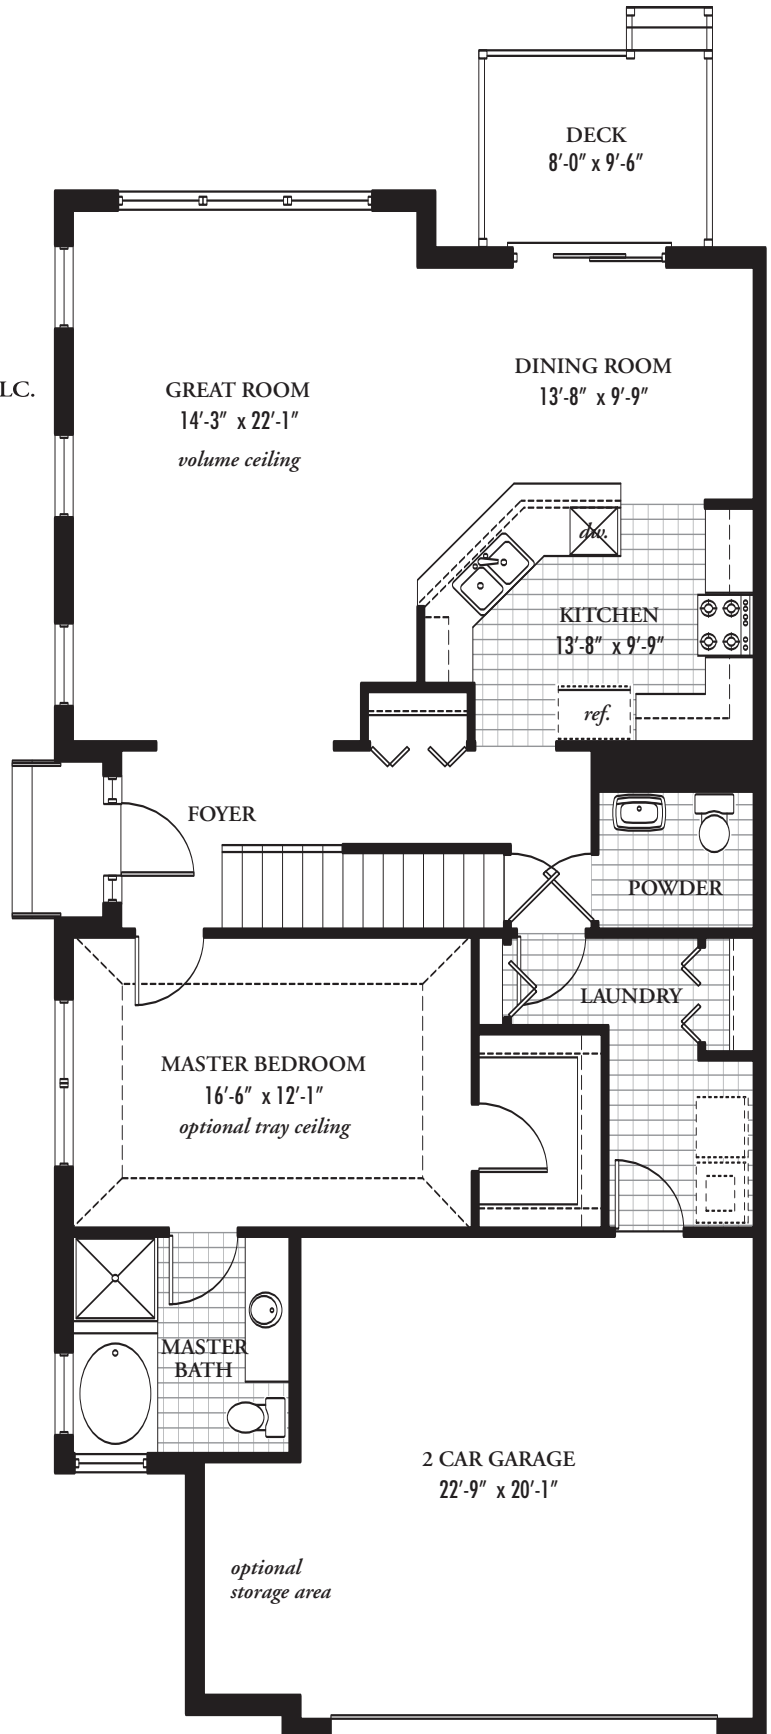 DECK
8'-0" x 9'-6"
DINING ROOM
13'-8" x 9'-9"
LC.
GREAT ROOM
14'-3" x 22'-1"
volume ceiling
dw.
KITCHEN
13'-8" x 9'-9"
ref.
FOYER
POWDER
LAUNDRY
MASTER BEDROOM
16'-6" x 12'-1"
optional tray ceiling
MASTER
BATH
2 CAR GARAGE
22'-9" x 20'-1"
optional
storage area